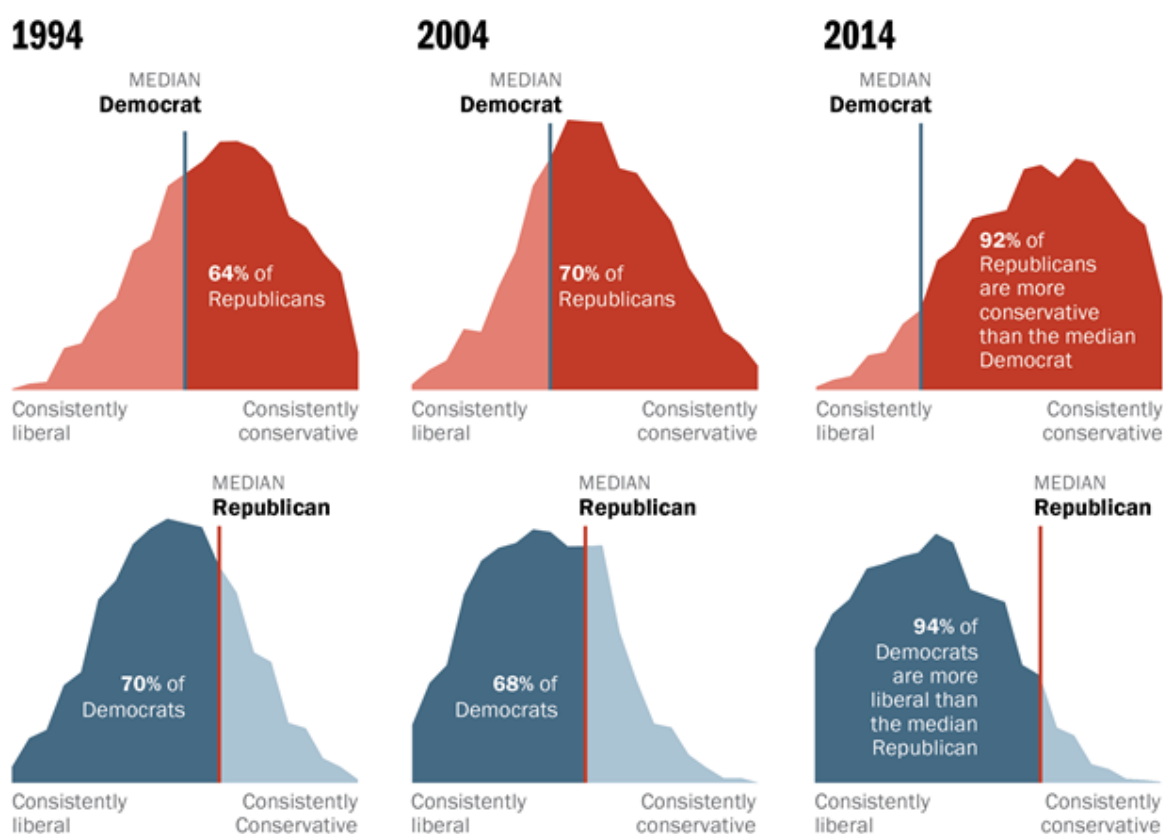 1994
MEDIAN
Democrat
64% of
Republicans
Consistently
liberal
Consistently
conservative
2004
MEDIAN
Democrat
70% of
Republicans
Consistently
liberal
Consistently
conservative
2014
MEDIAN
Democrat
92% of
Republicans
are more
conservative
than the median
Democrat
Consistently
liberal
Consistently
conservative
MEDIAN
Republican
70% of
Democrats
Consistently
liberal
Consistently
Conservative
MEDIAN
Republican
68% of
Democrats
Consistently
liberal
Consistently
conservative
MEDIAN
Republican
94% of
Democrats
are more
liberal than
the median
Republican
Consistently
liberal
Consistently
conservative